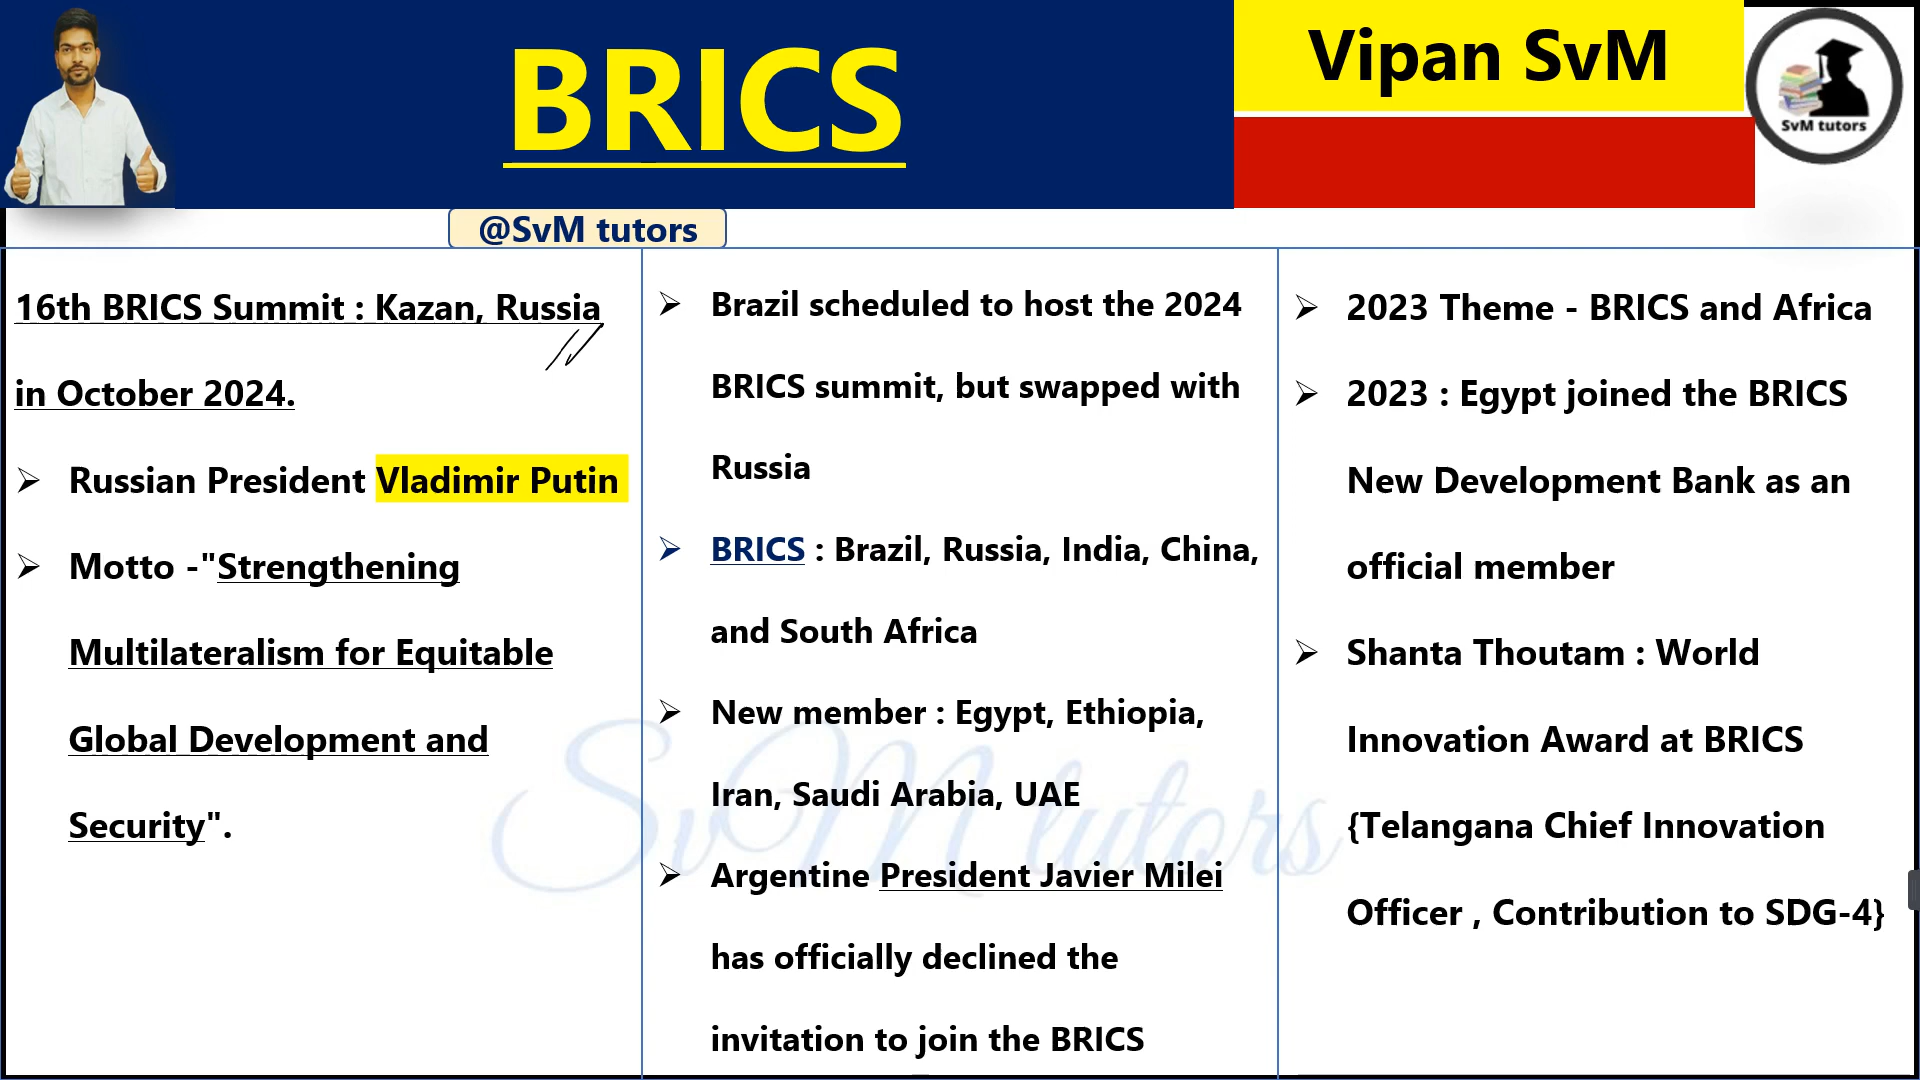 BRICS
Vipan SvM
SvM tutors
@SvM tutors
16th BRICS Summit : Kazan, Russia
in October 2024.
➢ Russian President Vladimir Putin
➢ Motto -"Strengthening
Multilateralism for Equitable
Global Development and
Security".
➢ Brazil scheduled to host the 2024
BRICS summit, but swapped with
Russia
➢ BRICS : Brazil, Russia, India, China,
and South Africa
➢ New member : Egypt, Ethiopia,
Iran, Saudi Arabia, UAE
➢ Argentine President Javier Milei
has officially declined the
invitation to join the BRICS
➢ 2023 Theme - BRICS and Africa
➢ 2023 : Egypt joined the BRICS
New Development Bank as an
official member
➢ Shanta Thoutam : World
Innovation Award at BRICS
{Telangana Chief Innovation
Officer , Contribution to SDG-4}
SvM tutors